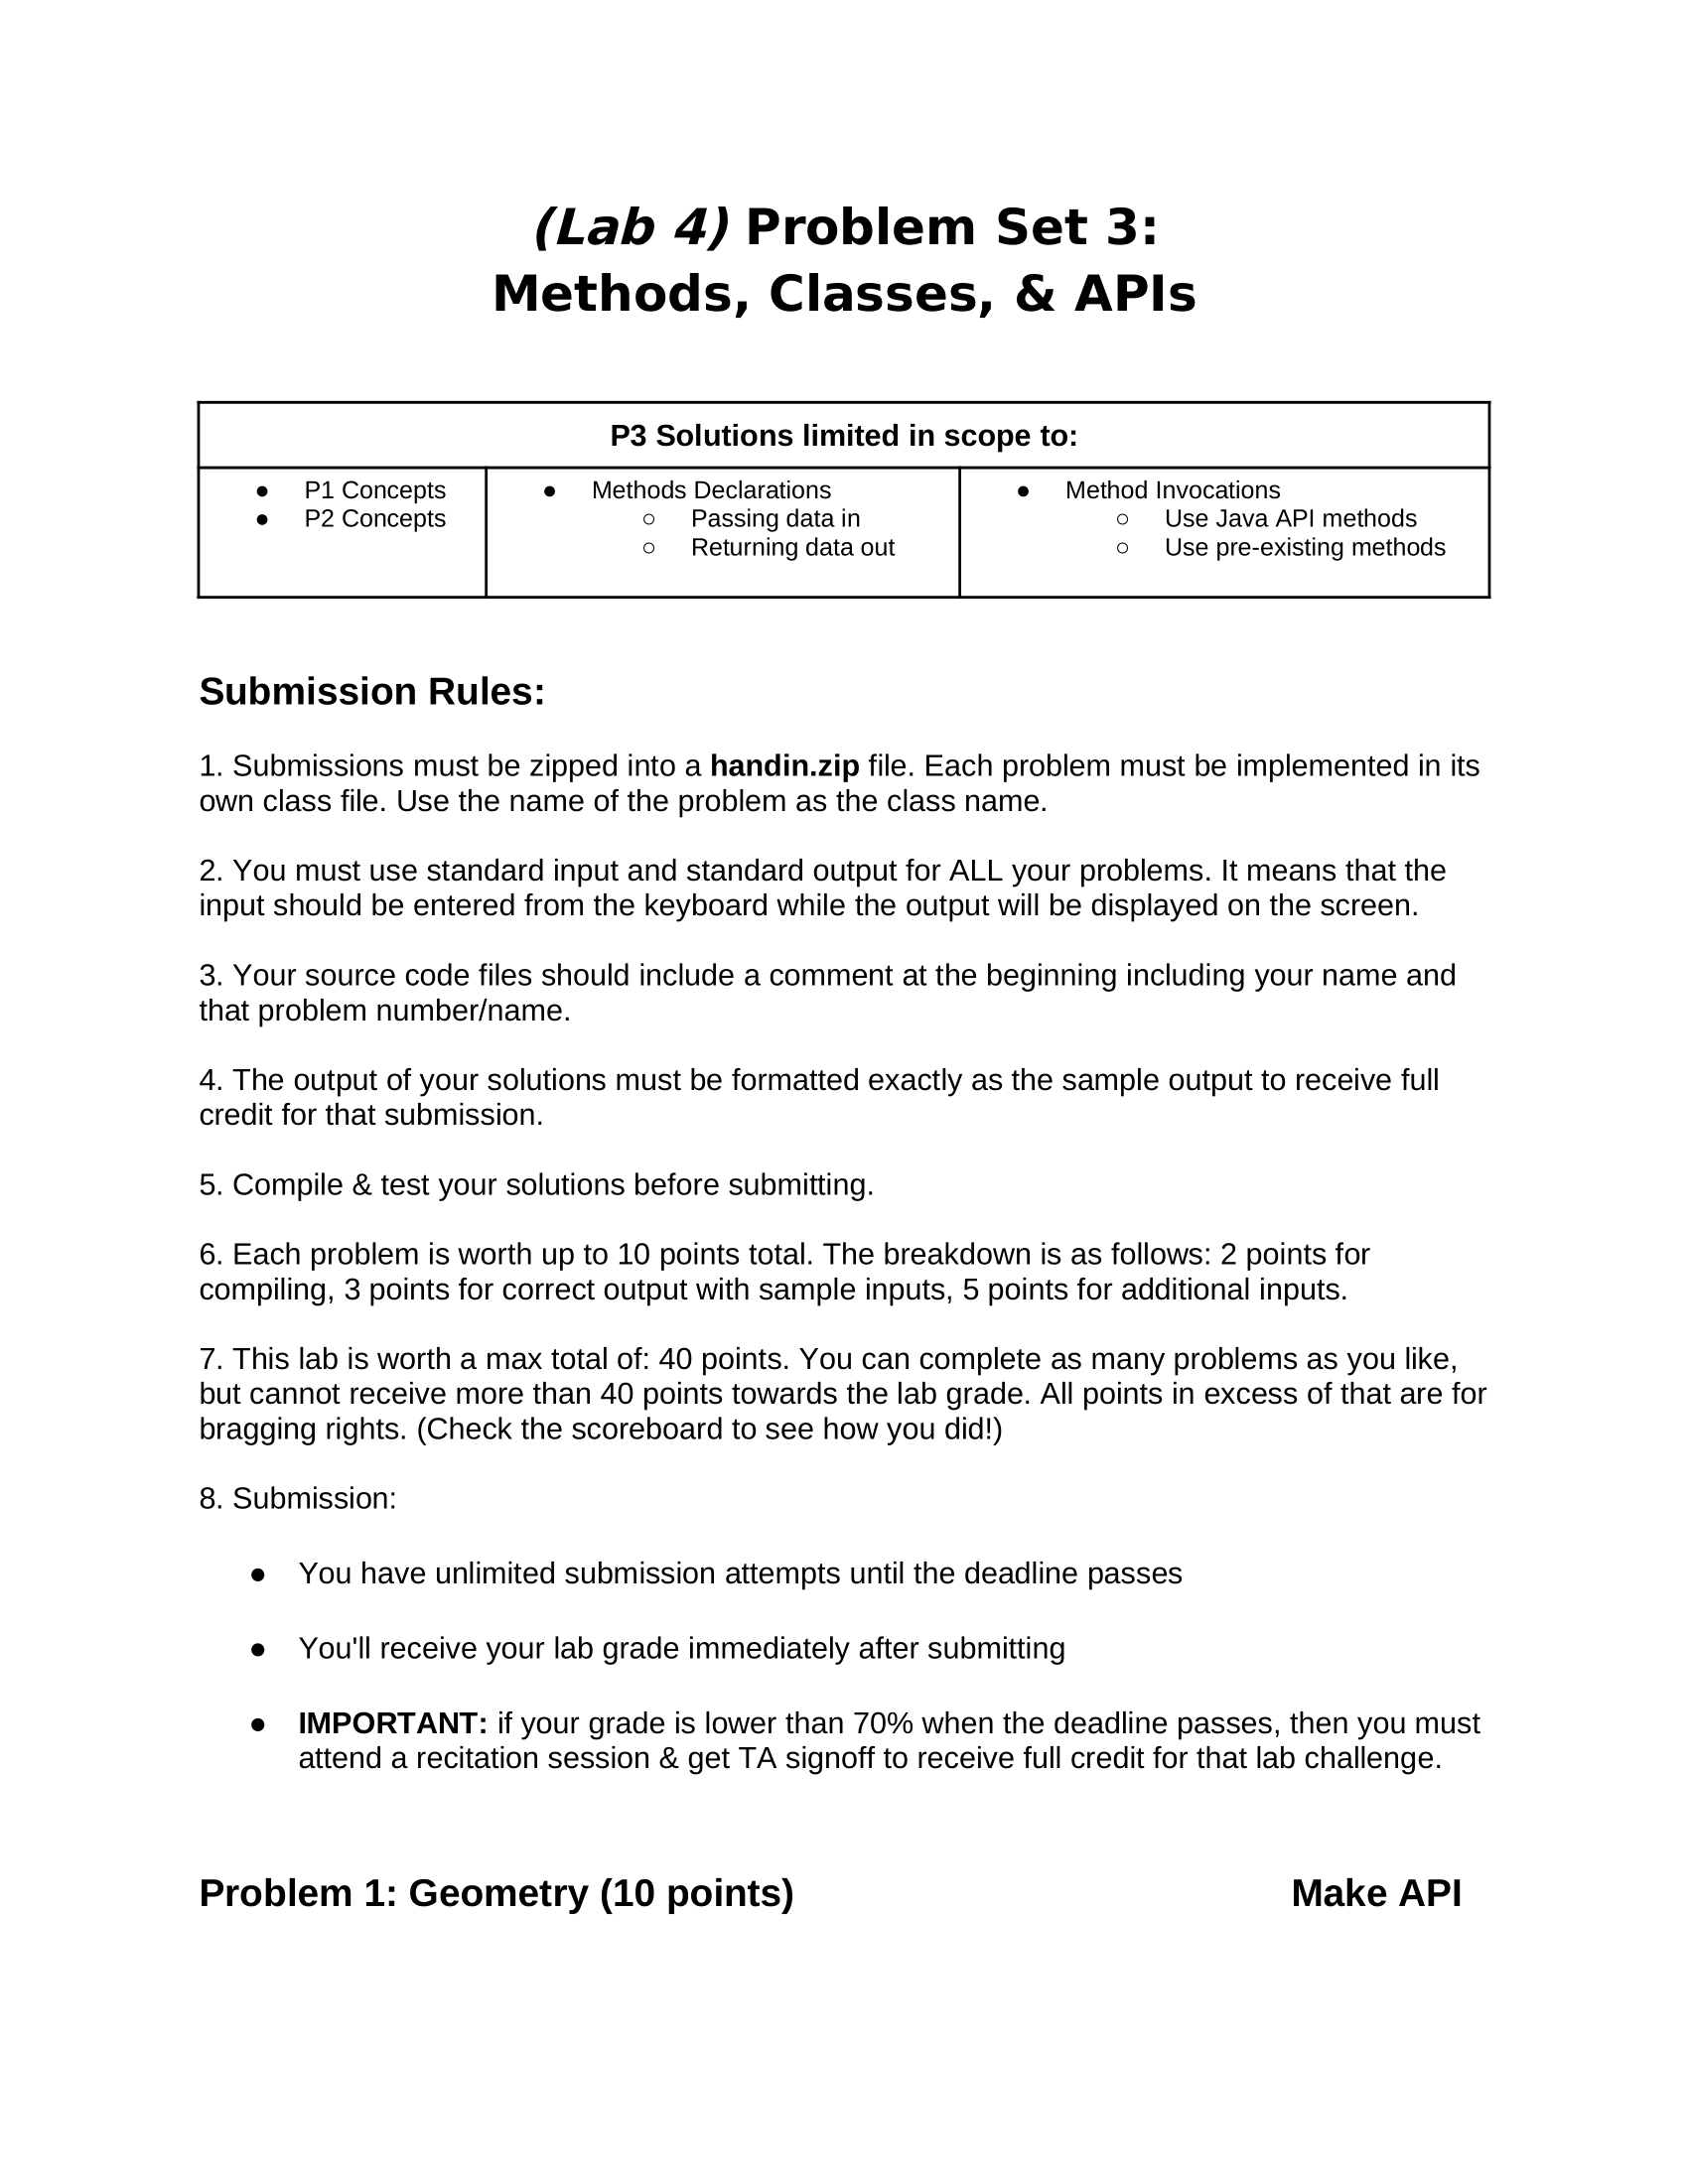 (Lab 4) Problem Set 3:
Methods, Classes, & APIs
P3 Solutions limited in scope to:
● P1 Concepts
● P2 Concepts
● Methods Declarations
○ Passing data in
○ Returning data out
● Method Invocations
○ Use Java API methods
○ Use pre-existing methods
Submission Rules:
1. Submissions must be zipped into a handin.zip file. Each problem must be implemented in its
own class file. Use the name of the problem as the class name.
2. You must use standard input and standard output for ALL your problems. It means that the
input should be entered from the keyboard while the output will be displayed on the screen.
3. Your source code files should include a comment at the beginning including your name and
that problem number/name.
4. The output of your solutions must be formatted exactly as the sample output to receive full
credit for that submission.
5. Compile & test your solutions before submitting.
6. Each problem is worth up to 10 points total. The breakdown is as follows: 2 points for
compiling, 3 points for correct output with sample inputs, 5 points for additional inputs.
7. This lab is worth a max total of: 40 points. You can complete as many problems as you like,
but cannot receive more than 40 points towards the lab grade. All points in excess of that are for
bragging rights. (Check the scoreboard to see how you did!)
8. Submission:
● You have unlimited submission attempts until the deadline passes
● You'll receive your lab grade immediately after submitting
● IMPORTANT: if your grade is lower than 70% when the deadline passes, then you must
attend a recitation session & get TA signoff to receive full credit for that lab challenge.
Problem 1: Geometry (10 points) Make API